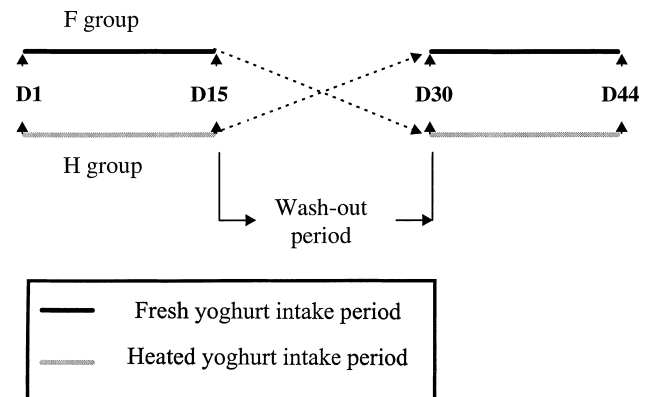 F group
D1
D15
D30
D44
H group
Wash-out
period
Fresh yoghurt intake period
Heated yoghurt intake period